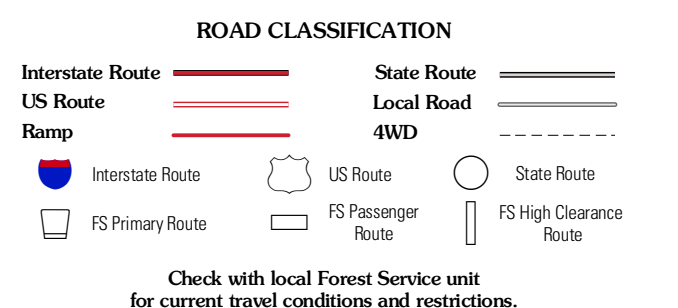 ROAD CLASSIFICATION
Interstate Route
State Route
US Route
Local Road
Ramp
4WD
Interstate Route
US Route
State Route
FS Primary Route
FS Passenger
Route
FS High Clearance
Route
Check with local Forest Service unit
for current travel conditions and restrictions.